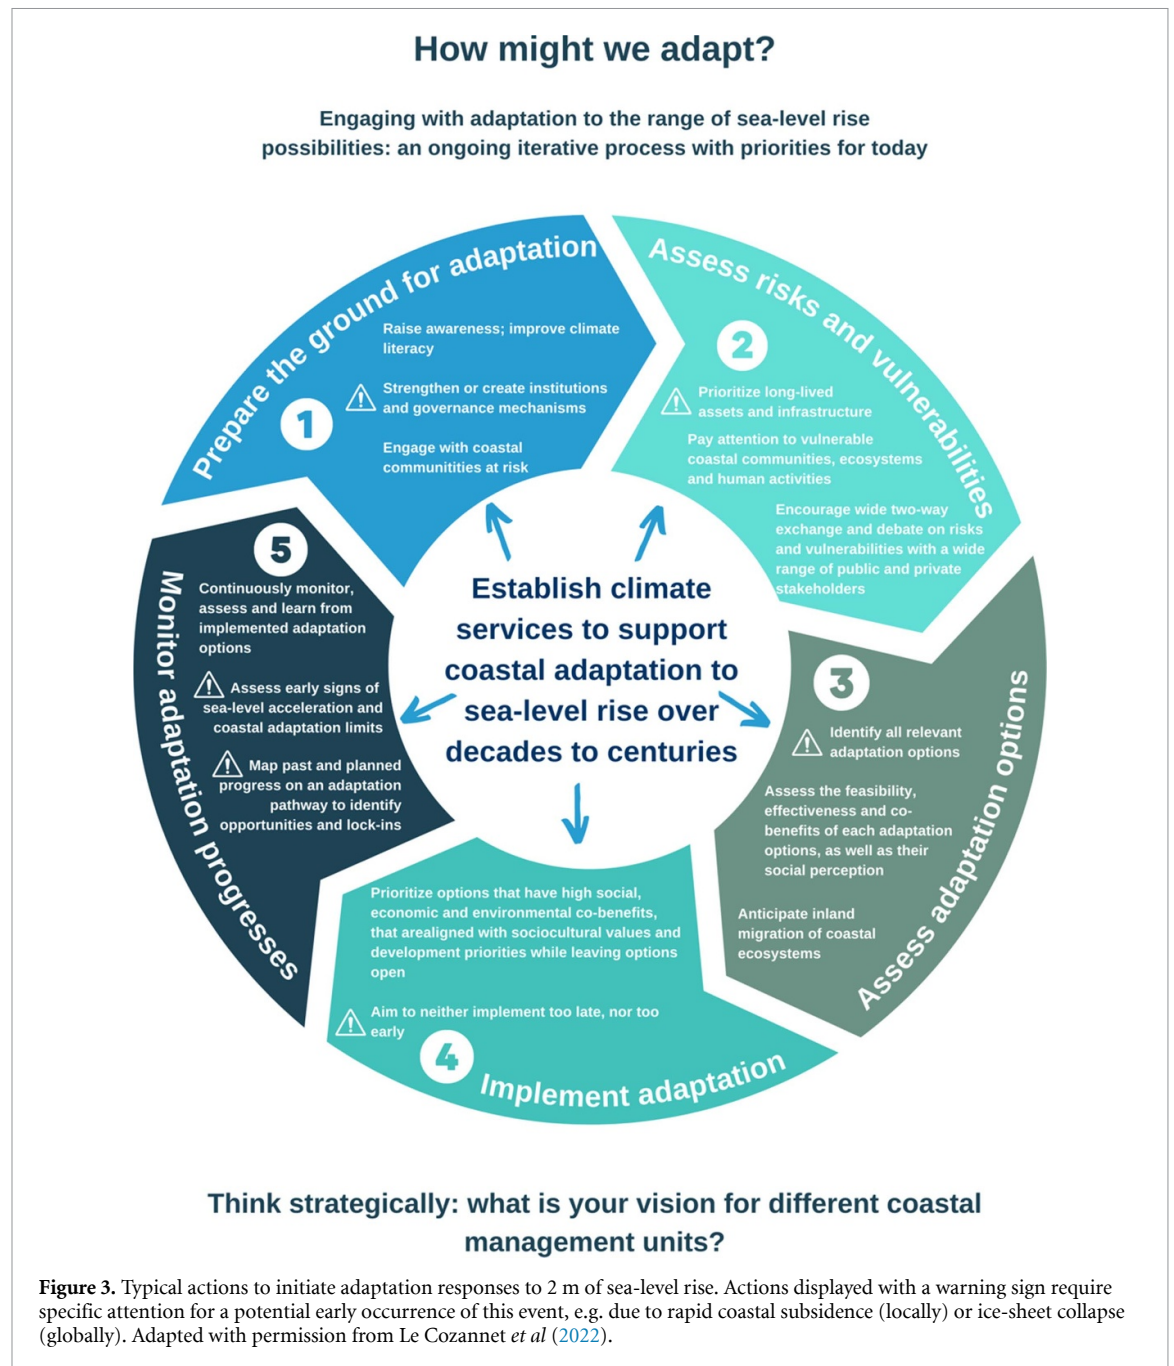 How might we adapt?
Engaging with adaptation to the range of sea-level rise
possibilities: an ongoing iterative process with priorities for today
Prepare the ground for adaptation
1
Raise awareness; improve climate
literacy
Strengthen or create institutions
and governance mechanisms
Engage with coastal
communitities at risk
Assess risks and vulnerabilities
2
Prioritize long-lived
assets and infrastructure
Pay attention to vulnerable
coastal communities, ecosystems
and human activities
Encourage wide two-way
exchange and debate on risks
and vulnerabilities with a wide
range of public and private
stakeholders
Assess adaptation options
3
Identify all relevant
adaptation options
Assess the feasibility,
effectiveness and co-
benefits of each adaptation
options, as well as their
social perception
Anticipate inland
migration of coastal
ecosystems
Prioritize options that have high social,
economic and environmental co-benefits,
that arealigned with sociocultural values and
development priorities while leaving options
open
Aim to neither implement too late, nor too
early
4
Implement adaptation
Monitor adaptation progresses
5
Continuously monitor,
assess and learn from
implemented adaptation
options
Assess early signs of
sea-level acceleration and
coastal adaptation limits
Map past and planned
progress on an adaptation
pathway to identify
opportunities and lock-ins
Establish climate
services to support
coastal adaptation to
sea-level rise over
decades to centuries
Think strategically: what is your vision for different coastal
management units?
Figure 3. Typical actions to initiate adaptation responses to 2 m of sea-level rise. Actions displayed with a warning sign require
specific attention for a potential early occurrence of this event, e.g. due to rapid coastal subsidence (locally) or ice-sheet collapse
(globally). Adapted with permission from Le Cozannet et al (2022).